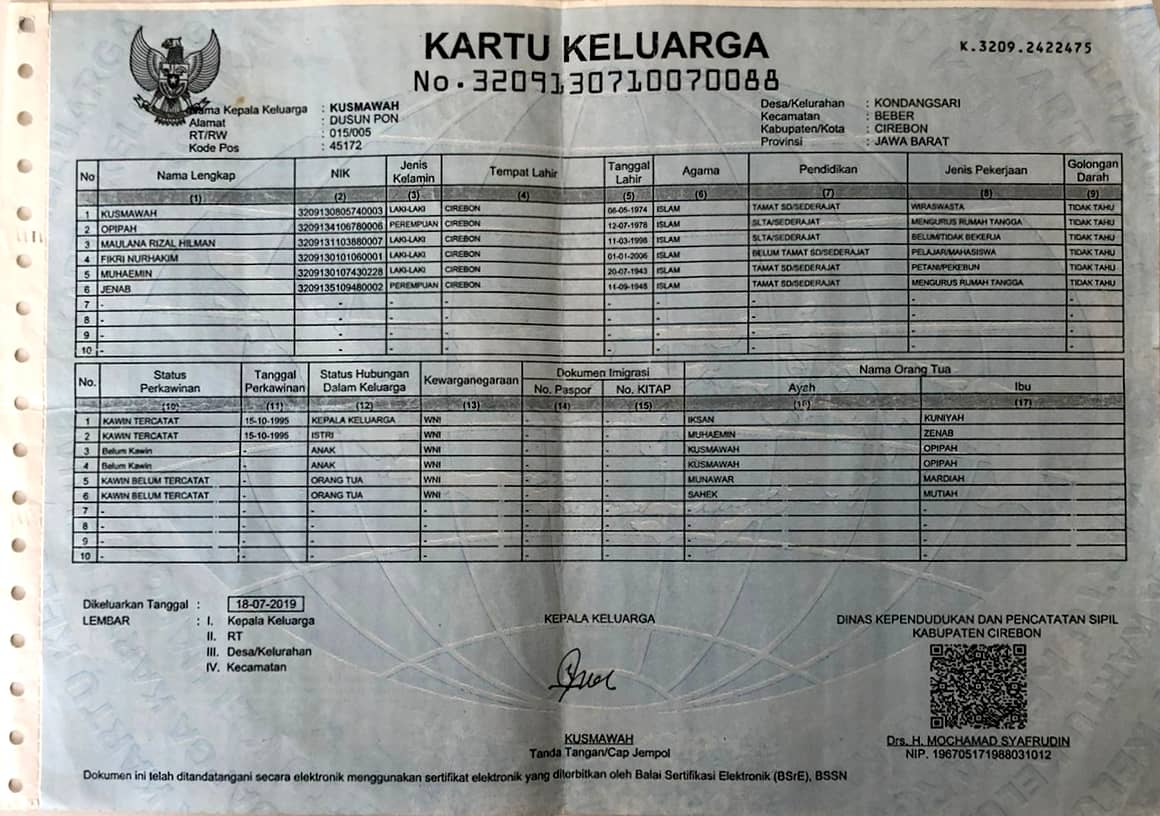 KARTU KELUARGA
No. 3209130710070088
K.3209.2422475
Nama Kepala Keluarga : KUSMAWAH
Alamat : DUSUN PON
RT/RW : 015/005
Kode Pos : 45172
Desa/Kelurahan : KONDANGSARI
Kecamatan : BEBER
Kabupaten/Kota : CIREBON
Provinsi : JAWA BARAT
No Nama Lengkap NIK Jenis Kelamin Tempat Lahir Tanggal Lahir Agama Pendidikan Jenis Pekerjaan Golongan Darah
(1) (2) (3) (4) (5) (6) (7) (8) (9)
1 KUSMAWAH 3209130805740003 LAKI-LAKI CIREBON 06-05-1974 ISLAM TAMAT SD/SEDERAJAT WIRASWASTA TIDAK TAHU
2 OPIPAH 3209134106780006 PEREMPUAN CIREBON 12-07-1978 ISLAM SLTA/SEDERAJAT MENGURUS RUMAH TANGGA TIDAK TAHU
3 MAULANA RIZAL HILMAN 3209131103880007 LAKI-LAKI CIREBON 11-03-1998 ISLAM SLTA/SEDERAJAT BELUM/TIDAK BEKERJA TIDAK TAHU
4 FIKRI NURHAKIM 3209130101060001 LAKI-LAKI CIREBON 01-01-2006 ISLAM BELUM TAMAT SD/SEDERAJAT PELAJAR/MAHASISWA TIDAK TAHU
5 MUHAEMIN 3209130107430228 LAKI-LAKI CIREBON 20-07-1943 ISLAM TAMAT SD/SEDERAJAT PETANI/PEKEBUN TIDAK TAHU
6 JENAB 3209135109480002 PEREMPUAN CIREBON 11-09-1948 ISLAM TAMAT SD/SEDERAJAT MENGURUS RUMAH TANGGA TIDAK TAHU
7 - - - - - - - - -
8 - - - - - - - - -
9 - - - - - - - - -
10 - - - - - - - - -
No. Status Perkawinan Tanggal Perkawinan Status Hubungan Dalam Keluarga Kewarganegaraan Dokumen Imigrasi Nama Orang Tua
No. Paspor No. KITAP Ayah Ibu
(10) (11) (12) (13) (14) (15) (16) (17)
1 KAWIN TERCATAT 15-10-1995 KEPALA KELUARGA WNI - - IKSAN KUNIYAH
2 KAWIN TERCATAT 15-10-1995 ISTRI WNI - - MUHAEMIN ZENAB
3 Belum Kawin - ANAK WNI - - KUSMAWAH OPIPAH
4 Belum Kawin - ANAK WNI - - KUSMAWAH OPIPAH
5 KAWIN BELUM TERCATAT - ORANG TUA WNI - - MUNAWAR MARDIAH
6 KAWIN BELUM TERCATAT - ORANG TUA WNI - - SAHEK MUTIAH
7 - - - - - - - -
8 - - - - - - - -
9 - - - - - - - -
10 - - - - - - - -
Dikeluarkan Tanggal : 18-07-2019
LEMBAR : I. Kepala Keluarga
II. RT
III. Desa/Kelurahan
IV. Kecamatan
KEPALA KELUARGA
KUSMAWAH
Tanda Tangan/Cap Jempol
DINAS KEPENDUDUKAN DAN PENCATATAN SIPIL
KABUPATEN CIREBON
Drs. H. MOCHAMAD SYAFRUDIN
NIP. 196705171988031012
Dokumen ini telah ditandatangani secara elektronik menggunakan sertifikat elektronik yang diterbitkan oleh Balai Sertifikasi Elektronik (BSrE), BSSN